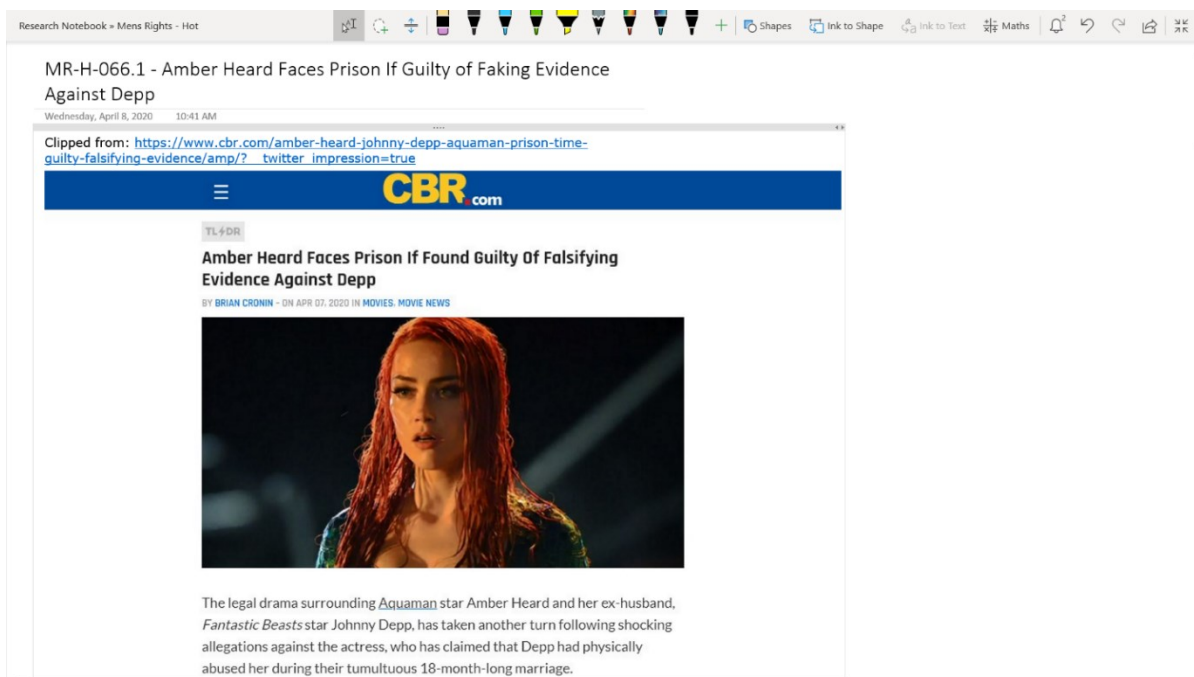 Research Notebook » Mens Rights - Hot
Shapes
Ink to Shape
Ink to Text
Maths
2
MR-H-066.1 - Amber Heard Faces Prison If Guilty of Faking Evidence
Against Depp
Wednesday, April 8, 2020 10:41 AM
Clipped from: https://www.cbr.com/amber-heard-johnny-depp-aquaman-prison-time-
guilty-falsifying-evidence/amp/?__twitter_impression=true
CBR.com
TL⚡DR
Amber Heard Faces Prison If Found Guilty Of Falsifying
Evidence Against Depp
BY BRIAN CRONIN - ON APR 07, 2020 IN MOVIES, MOVIE NEWS
The legal drama surrounding Aquaman star Amber Heard and her ex-husband,
Fantastic Beasts star Johnny Depp, has taken another turn following shocking
allegations against the actress, who has claimed that Depp had physically
abused her during their tumultuous 18-month-long marriage.